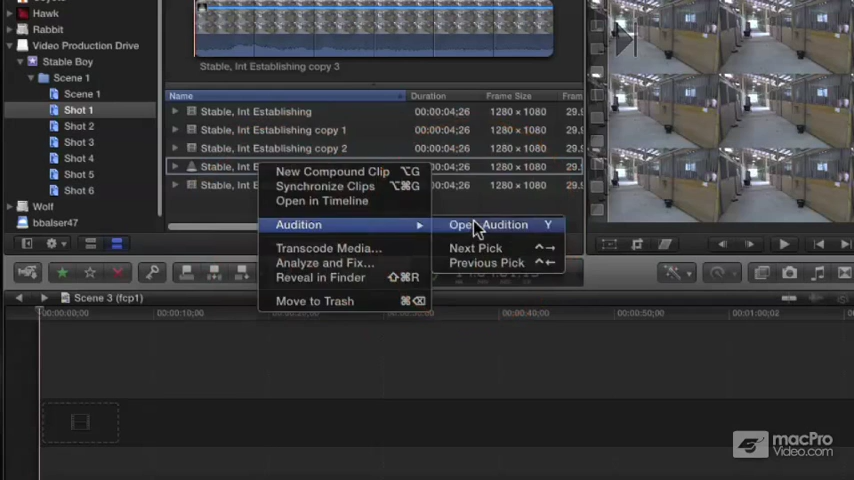 Hawk
Rabbit
Video Production Drive
Stable Boy
Scene 1
Scene 1
Shot 1
Shot 2
Shot 3
Shot 4
Shot 5
Shot 6
Wolf
bbalser47
Stable, Int Establishing copy 3
Name Duration Frame Size Fram
Stable, Int Establishing 00:00:04;26 1280 × 1080 29.9
Stable, Int Establishing copy 1 00:00:04;26 1280 × 1080 29.9
Stable, Int Establishing copy 2 00:00:04;26 1280 × 1080 29.9
Stable, Int 00:00:04;26 1280 × 1080 29.9
Stable, Int 00:00:04;26 1280 × 1080 29.9
New Compound Clip ⌥G
Synchronize Clips ⌥⌘G
Open in Timeline
Audition
Transcode Media...
Analyze and Fix...
Reveal in Finder ⇧⌘R
Move to Trash ⌘⌫
Open Audition Y
Next Pick ⌃→
Previous Pick ⌃←
Scene 3 (fcp1)
00:00:00;00 00:00:10;00 00:00:40;00 00:00:50;00 00:01:00;02
macPro
Video.com